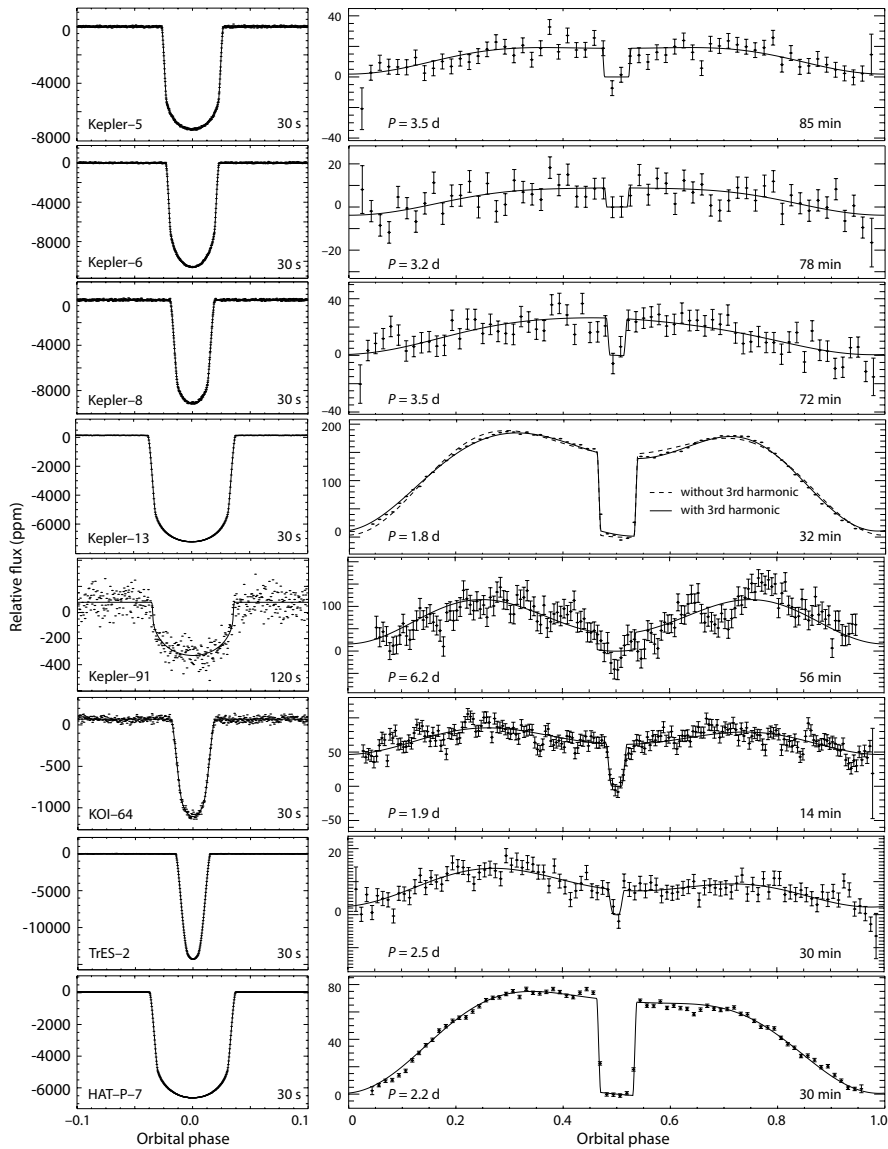 0
-2000
-4000
-6000
-8000
Kepler–5 30 s
40
20
0
–40
P = 3.5 d 85 min
0
-2000
-4000
-6000
-8000
Kepler–6 30 s
20
0
–20
P = 3.2 d 78 min
0
-4000
-8000
Kepler–8 30 s
40
20
0
–40
P = 3.5 d 72 min
0
-2000
-4000
-6000
Kepler–13 30 s
200
100
0
without 3rd harmonic
with 3rd harmonic
P = 1.8 d 32 min
0
-200
-400
Kepler–91 120 s
100
0
P = 6.2 d 56 min
0
-500
-1000
KOI–64 30 s
50
0
–50
P = 1.9 d 14 min
0
-5000
-10000
TrES–2 30 s
20
0
P = 2.5 d 30 min
0
-2000
-4000
-6000
HAT–P–7 30 s
80
40
0
P = 2.2 d 30 min
Relative flux (ppm)
–0.1 0.0 0.1
Orbital phase
0 0.2 0.4 0.6 0.8 1.0
Orbital phase